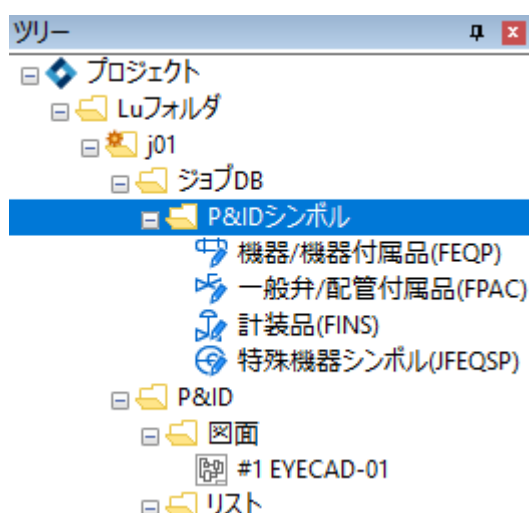 ツリー
プロジェクト
Luフォルダ
j01
ジョブDB
P&IDシンボル
機器/機器付属品(FEQP)
一般弁/配管付属品(FPAC)
計装品(FINS)
特殊機器シンボル(JFEQSP)
P&ID
図面
#1 EYECAD-01
リスト